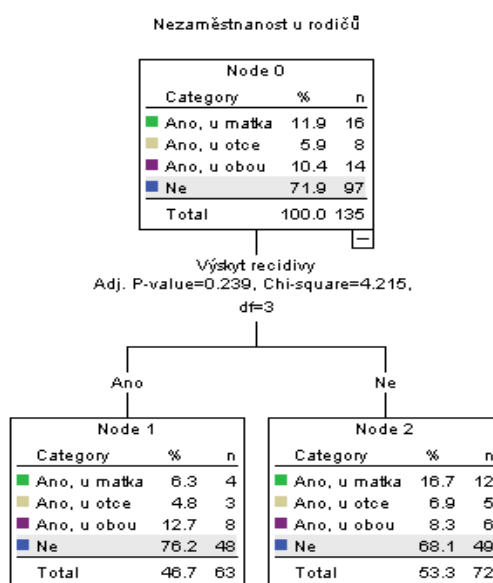 Nezaměstnanost u rodičů
Node 0
Category % n
Ano, u matka 11.9 16
Ano, u otce 5.9 8
Ano, u obou 10.4 14
Ne 71.9 97
Total 100.0 135
Výskyt recidivy
Adj. P-value=0.239, Chi-square=4.215,
df=3
Ano
Ne
Node 1
Category % n
Ano, u matka 6.3 4
Ano, u otce 4.8 3
Ano, u obou 12.7 8
Ne 76.2 48
Total 46.7 63
Node 2
Category % n
Ano, u matka 16.7 12
Ano, u otce 6.9 5
Ano, u obou 8.3 6
Ne 68.1 49
Total 53.3 72